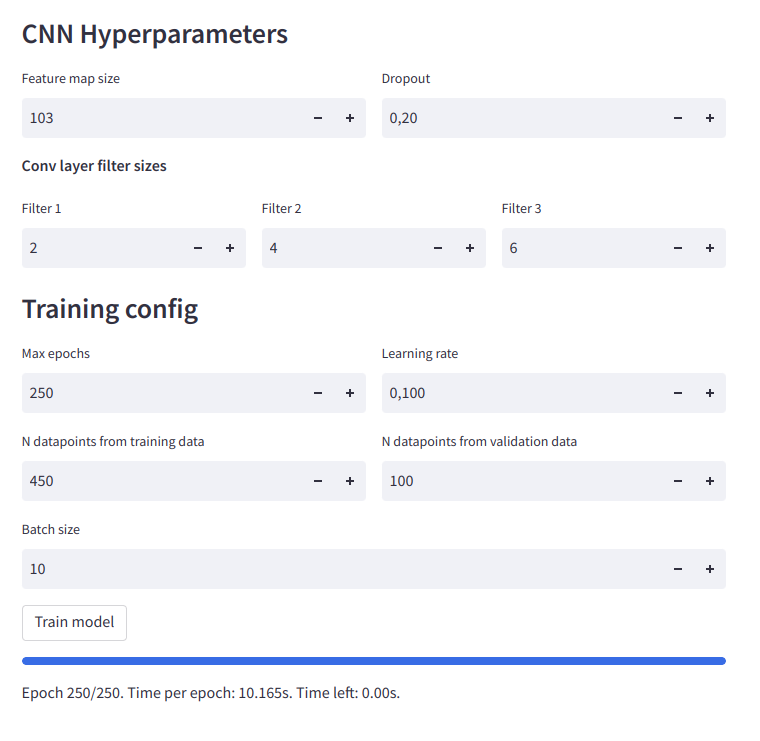 CNN Hyperparameters
Feature map size
Dropout
103
0,20
Conv layer filter sizes
Filter 1
Filter 2
Filter 3
2
4
6
Training config
Max epochs
Learning rate
250
0,100
N datapoints from training data
N datapoints from validation data
450
100
Batch size
10
Train model
Epoch 250/250. Time per epoch: 10.165s. Time left: 0.00s.